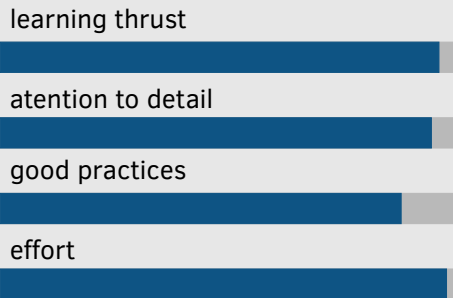 learning thrust
atention to detail
good practices
effort